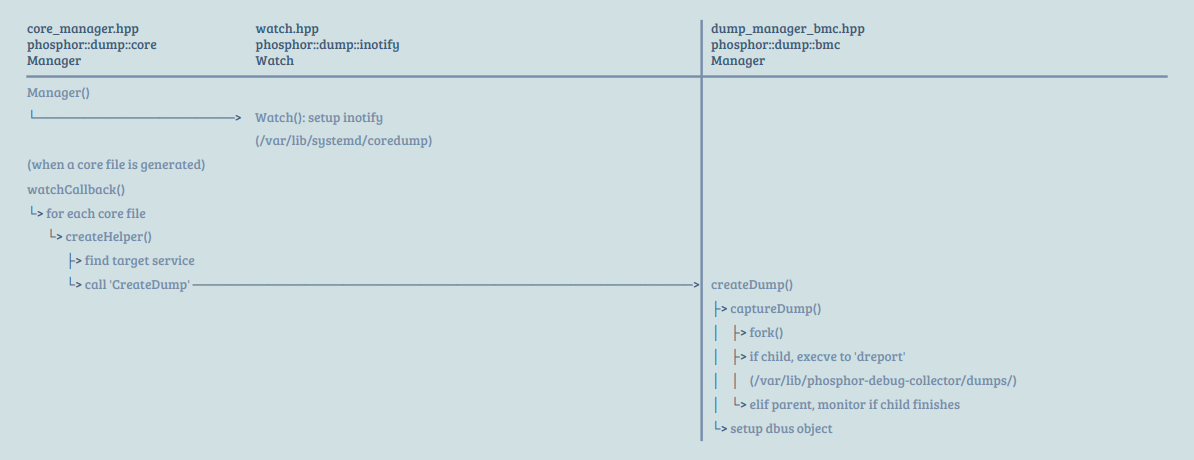 core_manager.hpp
phosphor::dump::core
Manager
watch.hpp
phosphor::dump::inotify
Watch
dump_manager_bmc.hpp
phosphor::dump::bmc
Manager
Manager()
Watch(): setup inotify
(/var/lib/systemd/coredump)
(when a core file is generated)
watchCallback()
for each core file
createHelper()
find target service
call 'CreateDump'
createDump()
captureDump()
fork()
if child, execve to 'dreport'
(/var/lib/phosphor-debug-collector/dumps/)
elif parent, monitor if child finishes
setup dbus object